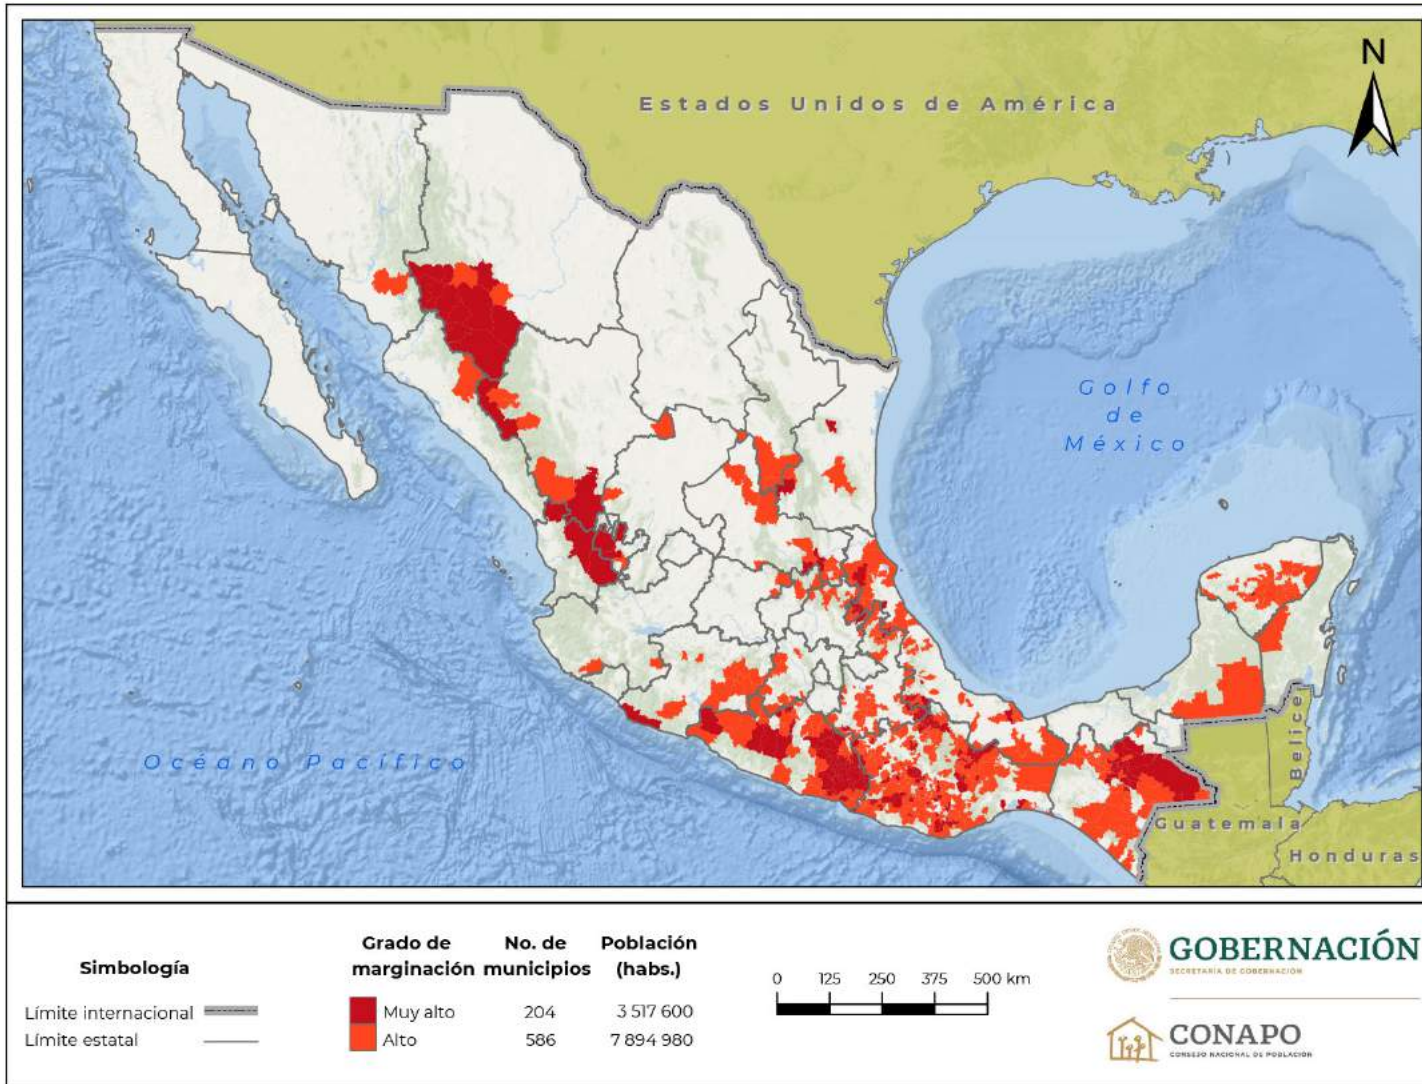 N
Estados Unidos de América
Golfo
de
México
Océano Pacífico
Belice
Guatemala
Honduras
Simbología
Límite internacional
Límite estatal
Grado de marginación No. de municipios Población (habs.)
Muy alto 204 3 517 600
Alto 586 7 894 980
0 125 250 375 500 km
GOBERNACIÓN
SECRETARÍA DE GOBERNACIÓN
CONAPO
CONSEJO NACIONAL DE POBLACIÓN